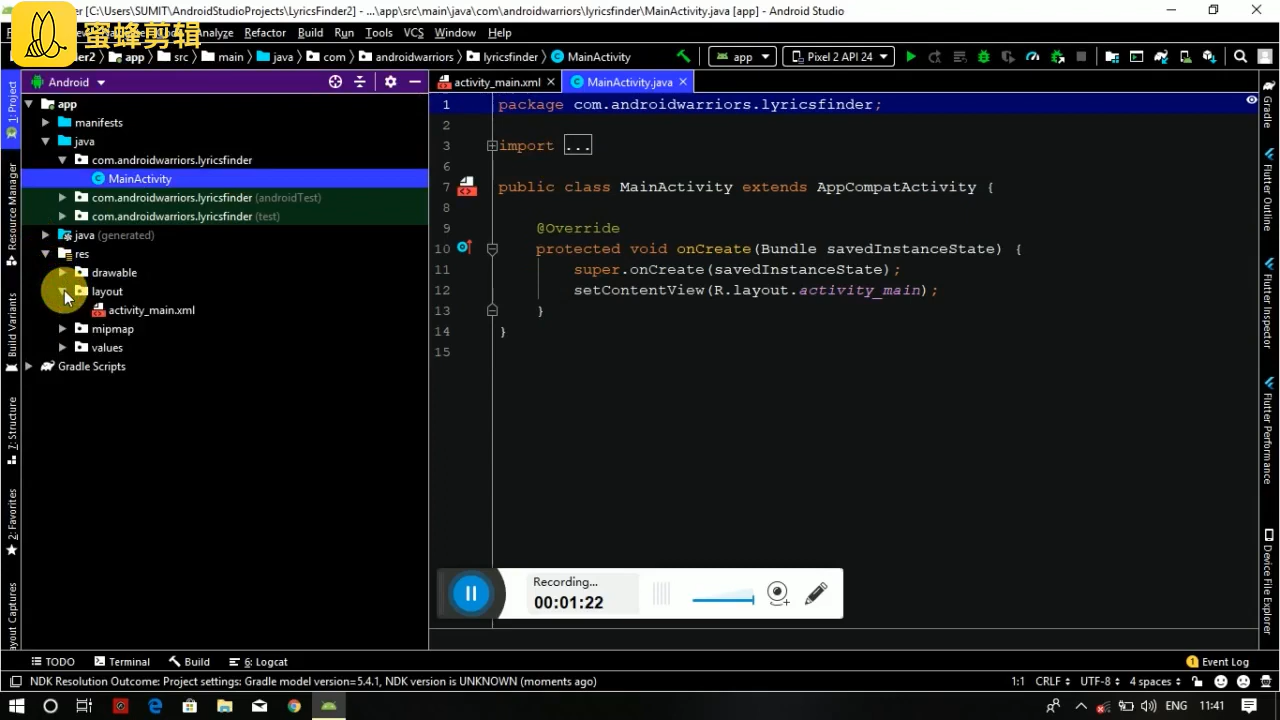 er [C:\Users\SUMIT\AndroidStudioProjects\LyricsFinder2] - ...\app\src\main\java\com\androidwarriors\lyricsfinder\MainActivity.java [app] - Android Studio
蜜蜂剪辑
Analyze Refactor Build Run Tools VCS Window Help
er2 app src main java com androidwarriors lyricsfinder MainActivity app Pixel 2 API 24
Android activity_main.xml MainActivity.java
app
manifests
java
com.androidwarriors.lyricsfinder
MainActivity
com.androidwarriors.lyricsfinder (androidTest)
com.androidwarriors.lyricsfinder (test)
java (generated)
res
drawable
layout
activity_main.xml
mipmap
values
Gradle Scripts
1: Project
Resource Manager
Build Variants
7: Structure
2: Favorites
ayout Captures
1 package com.androidwarriors.lyricsfinder;
2
3 import ...
6
7 public class MainActivity extends AppCompatActivity {
8
9 @Override
10 protected void onCreate(Bundle savedInstanceState) {
11 super.onCreate(savedInstanceState);
12 setContentView(R.layout.activity_main);
13 }
14 }
15
Gradle
Flutter Outline
Flutter Inspector
Flutter Performance
Device File Explorer
Recording...
00:01:22
TODO Terminal Build 6: Logcat 1 Event Log
NDK Resolution Outcome: Project settings: Gradle model version=5.4.1, NDK version is UNKNOWN (moments ago) 1:1 CRLF UTF-8 4 spaces
ENG 11:41